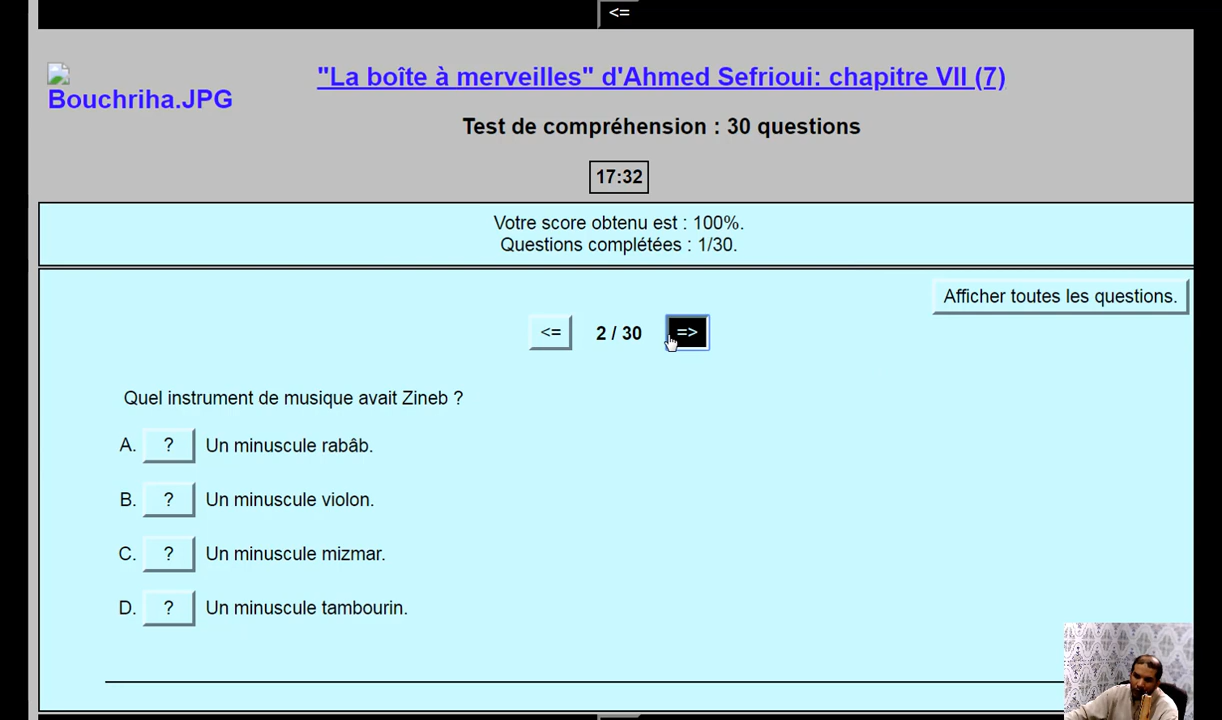 <=
Bouchriha.JPG
"La boîte à merveilles" d'Ahmed Sefrioui: chapitre VII (7)
Test de compréhension : 30 questions
17:32
Votre score obtenu est : 100%.
Questions complétées : 1/30.
Afficher toutes les questions.
<= 2 / 30 =>
Quel instrument de musique avait Zineb ?
A. ? Un minuscule rabâb.
B. ? Un minuscule violon.
C. ? Un minuscule mizmar.
D. ? Un minuscule tambourin.